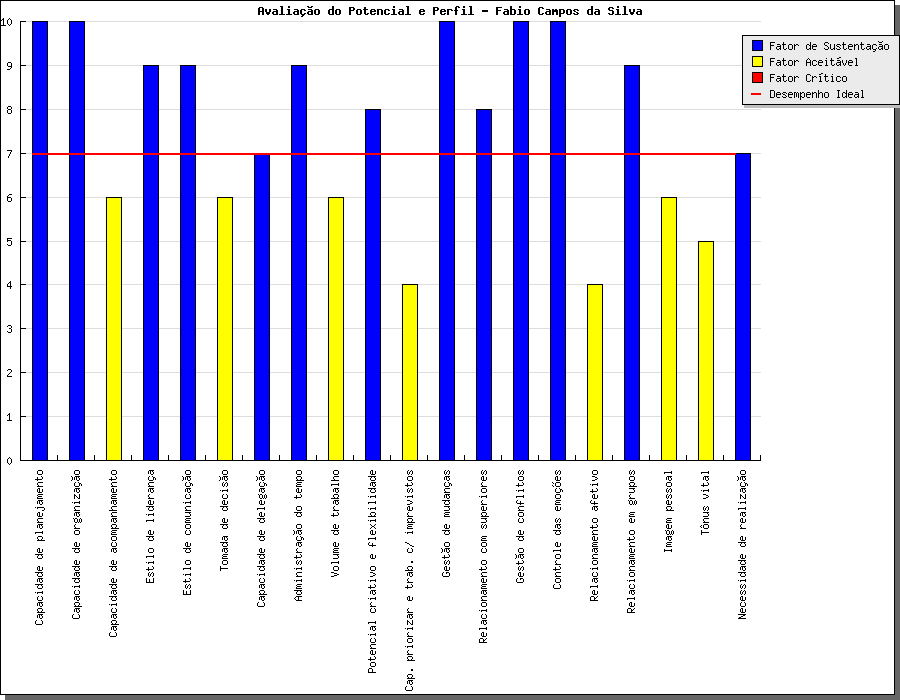 Avaliação do Potencial e Perfil - Fabio Campos da Silva
Fator de Sustentação
Fator Aceitável
Fator Crítico
Desempenho Ideal
10
9
8
7
6
5
4
3
2
1
0
Capacidade de planejamento
Capacidade de organização
Capacidade de acompanhamento
Estilo de liderança
Estilo de comunicação
Tomada de decisão
Capacidade de delegação
Administração do tempo
Volume de trabalho
Potencial criativo e flexibilidade
Cap. priorizar e trab. c/ imprevistos
Gestão de mudanças
Relacionamento com superiores
Gestão de conflitos
Controle das emoções
Relacionamento afetivo
Relacionamento em grupos
Imagem pessoal
Tônus vital
Necessidade de realização